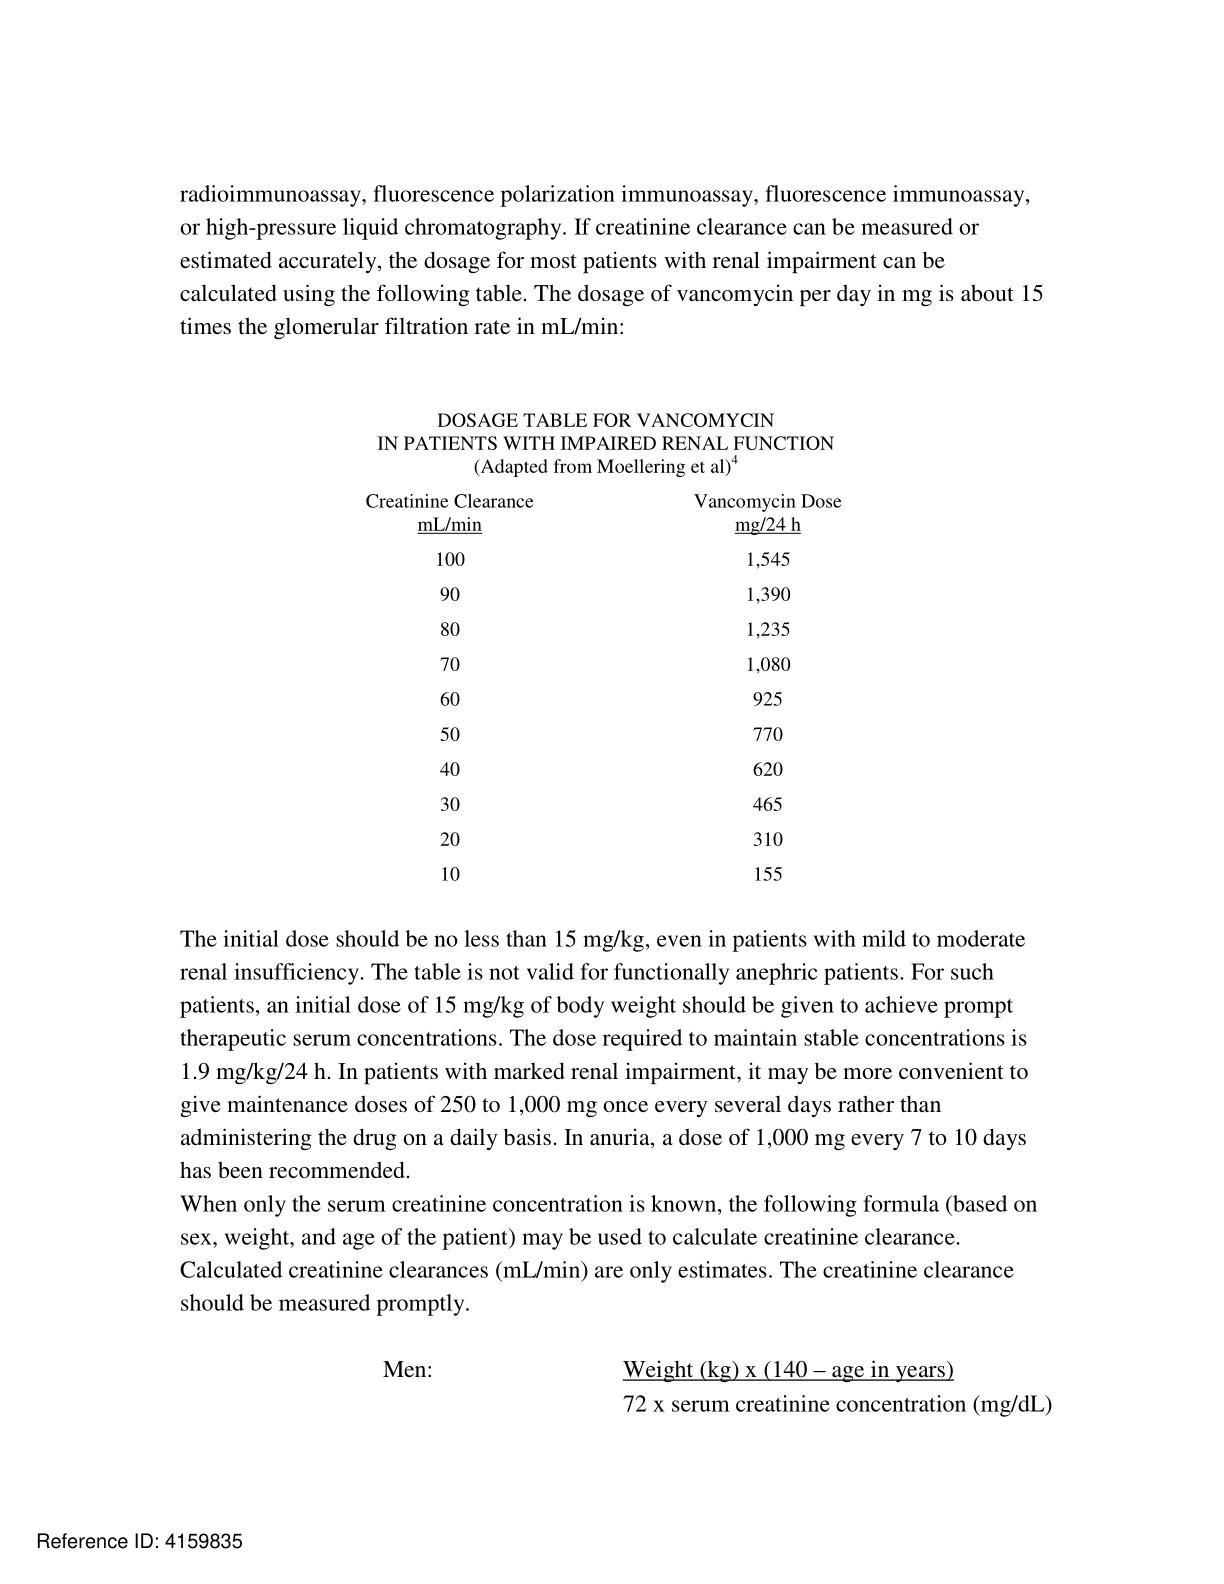 radioimmunoassay, fluorescence polarization immunoassay, fluorescence immunoassay,
or high-pressure liquid chromatography. If creatinine clearance can be measured or
estimated accurately, the dosage for most patients with renal impairment can be
calculated using the following table. The dosage of vancomycin per day in mg is about 15
times the glomerular filtration rate in mL/min:
DOSAGE TABLE FOR VANCOMYCIN
IN PATIENTS WITH IMPAIRED RENAL FUNCTION
(Adapted from Moellering et al)4
Creatinine Clearance Vancomycin Dose
mL/min mg/24 h
100 1,545
90 1,390
80 1,235
70 1,080
60 925
50 770
40 620
30 465
20 310
10 155
The initial dose should be no less than 15 mg/kg, even in patients with mild to moderate
renal insufficiency. The table is not valid for functionally anephric patients. For such
patients, an initial dose of 15 mg/kg of body weight should be given to achieve prompt
therapeutic serum concentrations. The dose required to maintain stable concentrations is
1.9 mg/kg/24 h. In patients with marked renal impairment, it may be more convenient to
give maintenance doses of 250 to 1,000 mg once every several days rather than
administering the drug on a daily basis. In anuria, a dose of 1,000 mg every 7 to 10 days
has been recommended.
When only the serum creatinine concentration is known, the following formula (based on
sex, weight, and age of the patient) may be used to calculate creatinine clearance.
Calculated creatinine clearances (mL/min) are only estimates. The creatinine clearance
should be measured promptly.
Men: Weight (kg) x (140 – age in years)
72 x serum creatinine concentration (mg/dL)
Reference ID: 4159835